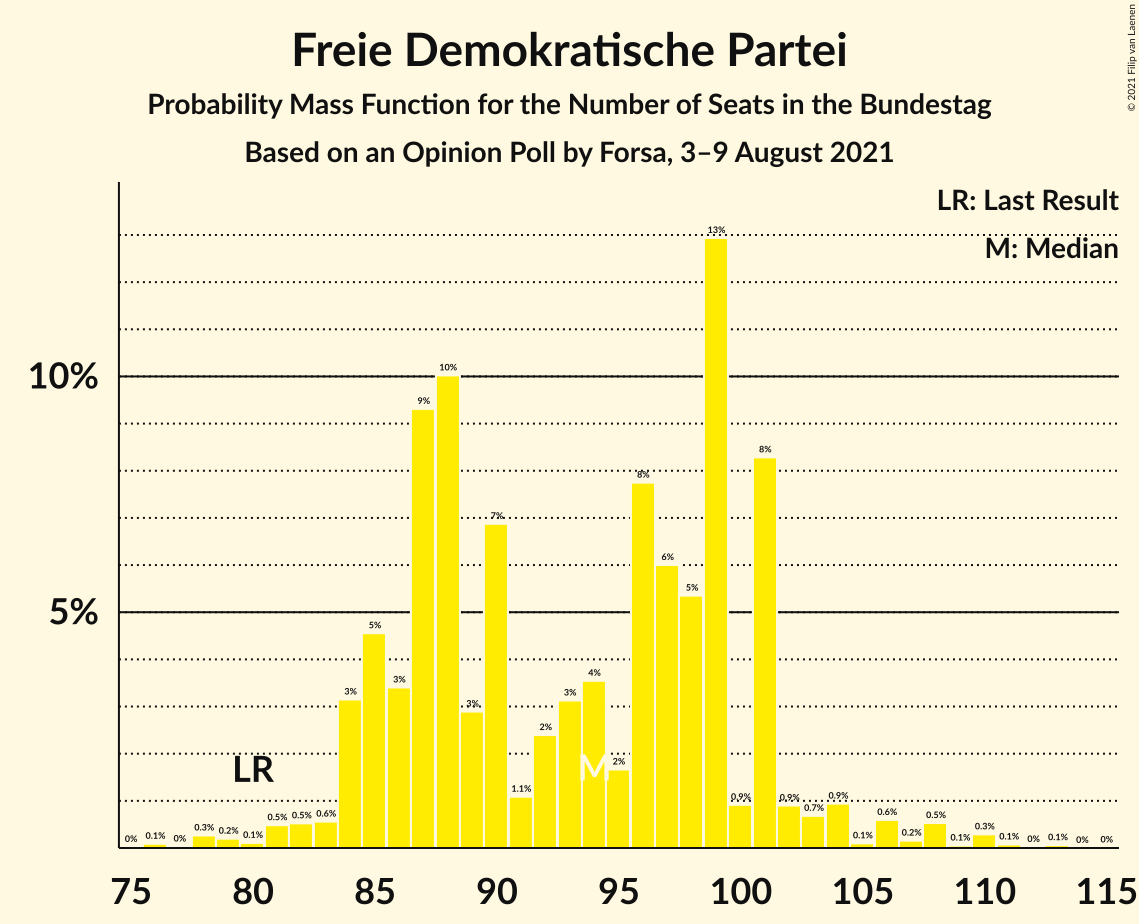 Freie Demokratische Partei
Probability Mass Function for the Number of Seats in the Bundestag
Based on an Opinion Poll by Forsa, 3–9 August 2021
© 2021 Filip van Laenen
LR: Last Result
M: Median
10%
5%
0% 0.1% 0% 0.3% 0.2% 0.1% 0.5% 0.5% 0.6% 3% 5% 3% 9% 10% 3% 7% 1.1% 2% 3% 4% 2% 8% 6% 5% 13% 0.9% 8% 0.9% 0.7% 0.9% 0.1% 0.6% 0.2% 0.5% 0.1% 0.3% 0.1% 0% 0.1% 0% 0%
LR M
75 80 85 90 95 100 105 110 115